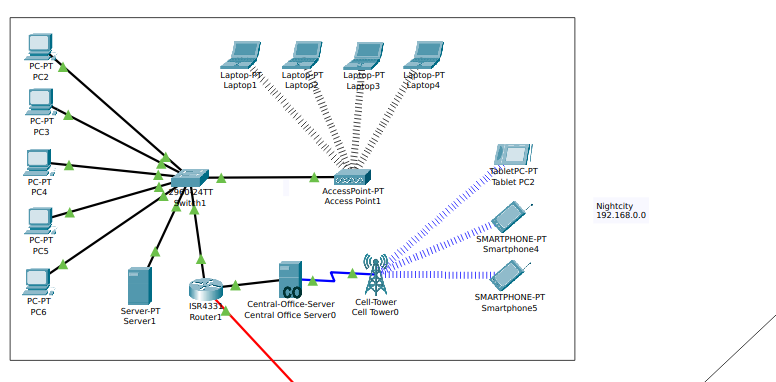 PC-PT
PC2
PC-PT
PC3
PC-PT
PC4
PC-PT
PC5
PC-PT
PC6
Laptop-PT
Laptop1
Laptop-PT
Laptop2
Laptop-PT
Laptop3
Laptop-PT
Laptop4
2960-24TT
Switch1
AccessPoint-PT
Access Point1
TabletPC-PT
Tablet PC2
SMARTPHONE-PT
Smartphone4
SMARTPHONE-PT
Smartphone5
Server-PT
Server1
ISR4331
Router1
CO
Central-Office-Server
Central Office Server0
Cell-Tower
Cell Tower0
Nightcity
192.168.0.0